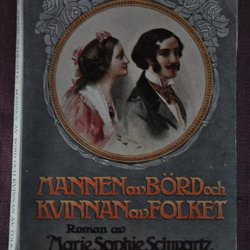 MANNEN av BÖRD och
KVINNAN av FOLKET
Roman av
Marie Sophie Schwartz